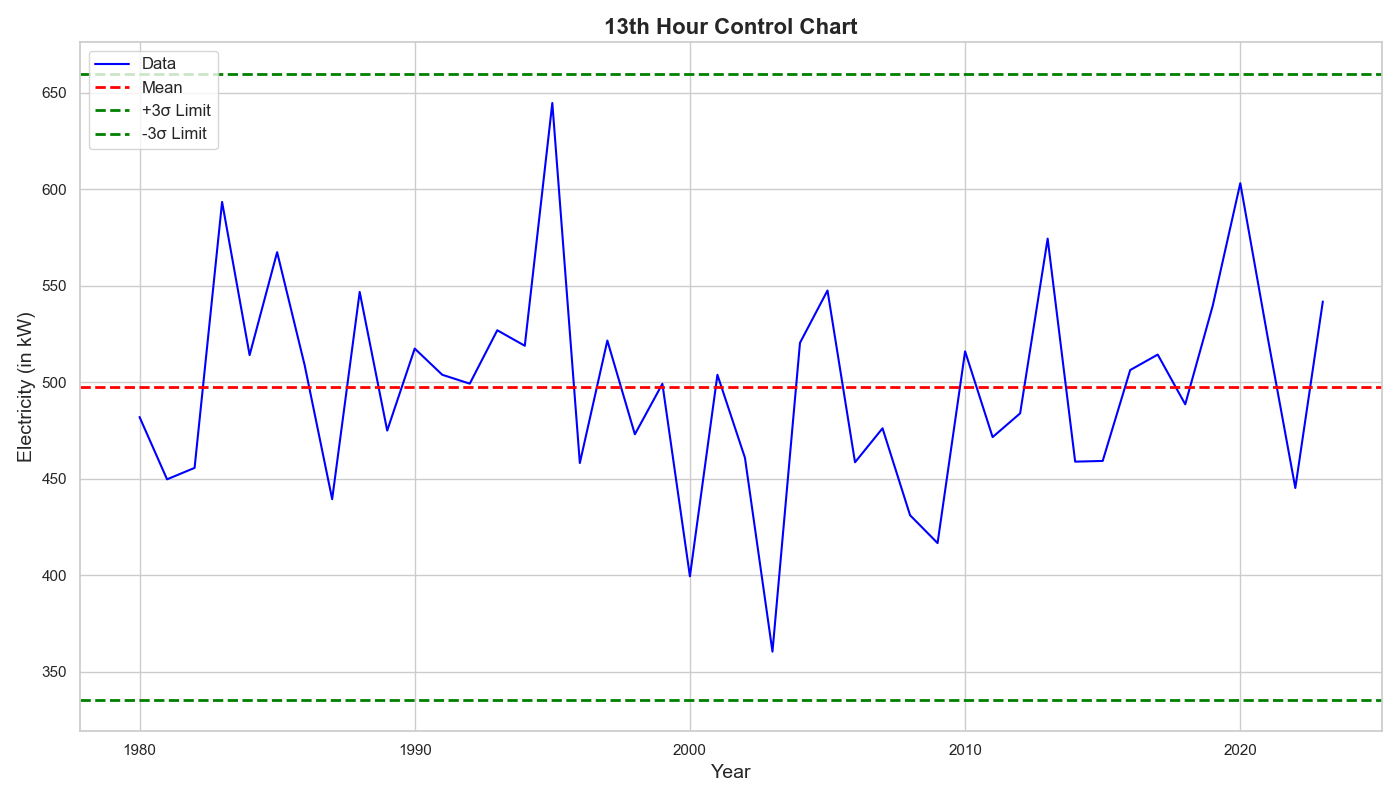 13th Hour Control Chart
Data
Mean
+3σ Limit
-3σ Limit
Electricity (in kW)
650
600
550
500
450
400
350
1980 1990 2000 2010 2020
Year